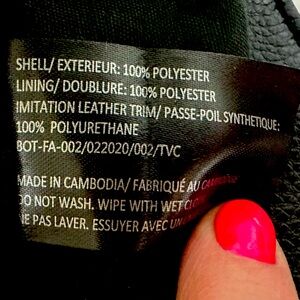 SHELL/ EXTERIEUR: 100% POLYESTER
LINING/ DOUBLURE: 100% POLYESTER
IMITATION LEATHER TRIM/ PASSE-POIL SYNTHETIQUE:
100% POLYURETHANE
BOT-FA-002/022020/002/TVC
MADE IN CAMBODIA/ FABRIQUÉ AU
DO NOT WASH. WIPE WITH WET
NE PAS LAVER. ESSUYER AVEC UN